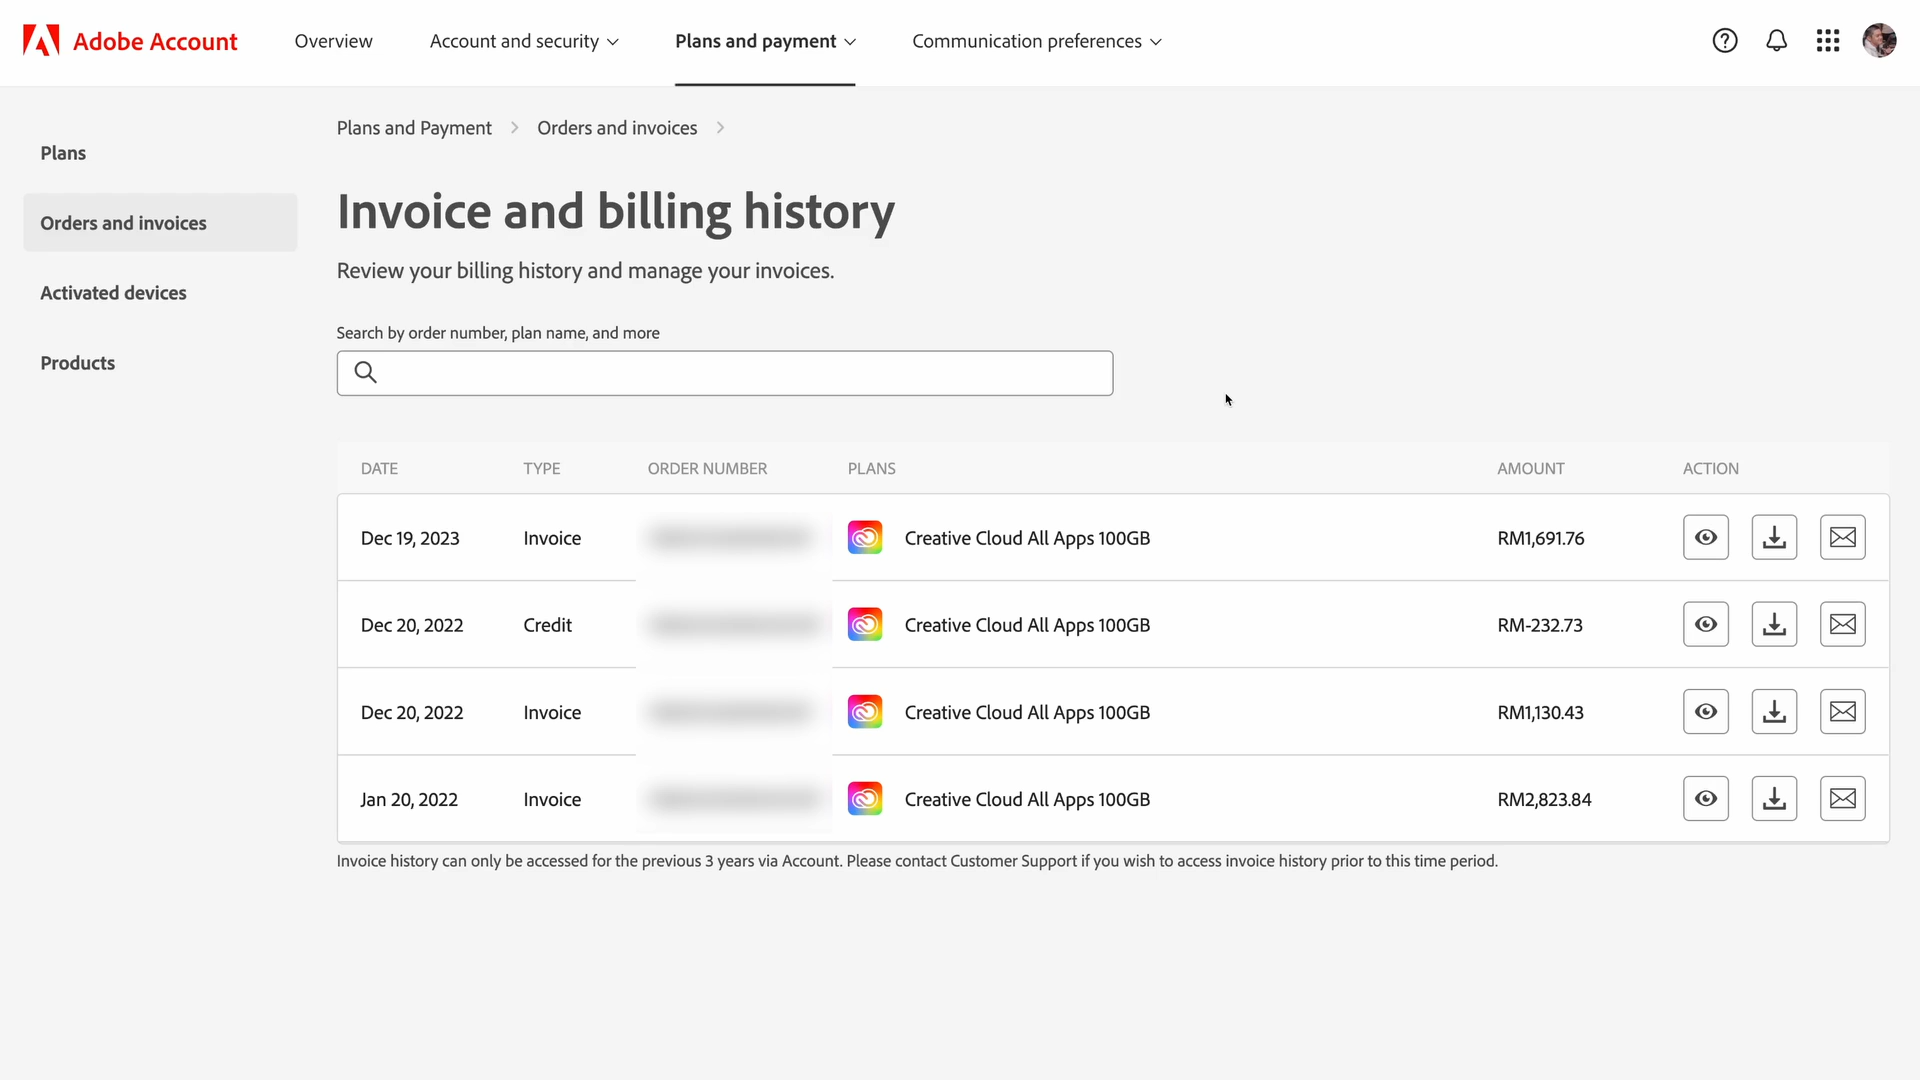 Adobe Account
Overview
Account and security
Plans and payment
Communication preferences
Plans
Orders and invoices
Activated devices
Products
Plans and Payment > Orders and invoices >
Invoice and billing history
Review your billing history and manage your invoices.
Search by order number, plan name, and more
DATE TYPE ORDER NUMBER PLANS AMOUNT ACTION
Dec 19, 2023 Invoice Creative Cloud All Apps 100GB RM1,691.76
Dec 20, 2022 Credit Creative Cloud All Apps 100GB RM-232.73
Dec 20, 2022 Invoice Creative Cloud All Apps 100GB RM1,130.43
Jan 20, 2022 Invoice Creative Cloud All Apps 100GB RM2,823.84
Invoice history can only be accessed for the previous 3 years via Account. Please contact Customer Support if you wish to access invoice history prior to this time period.